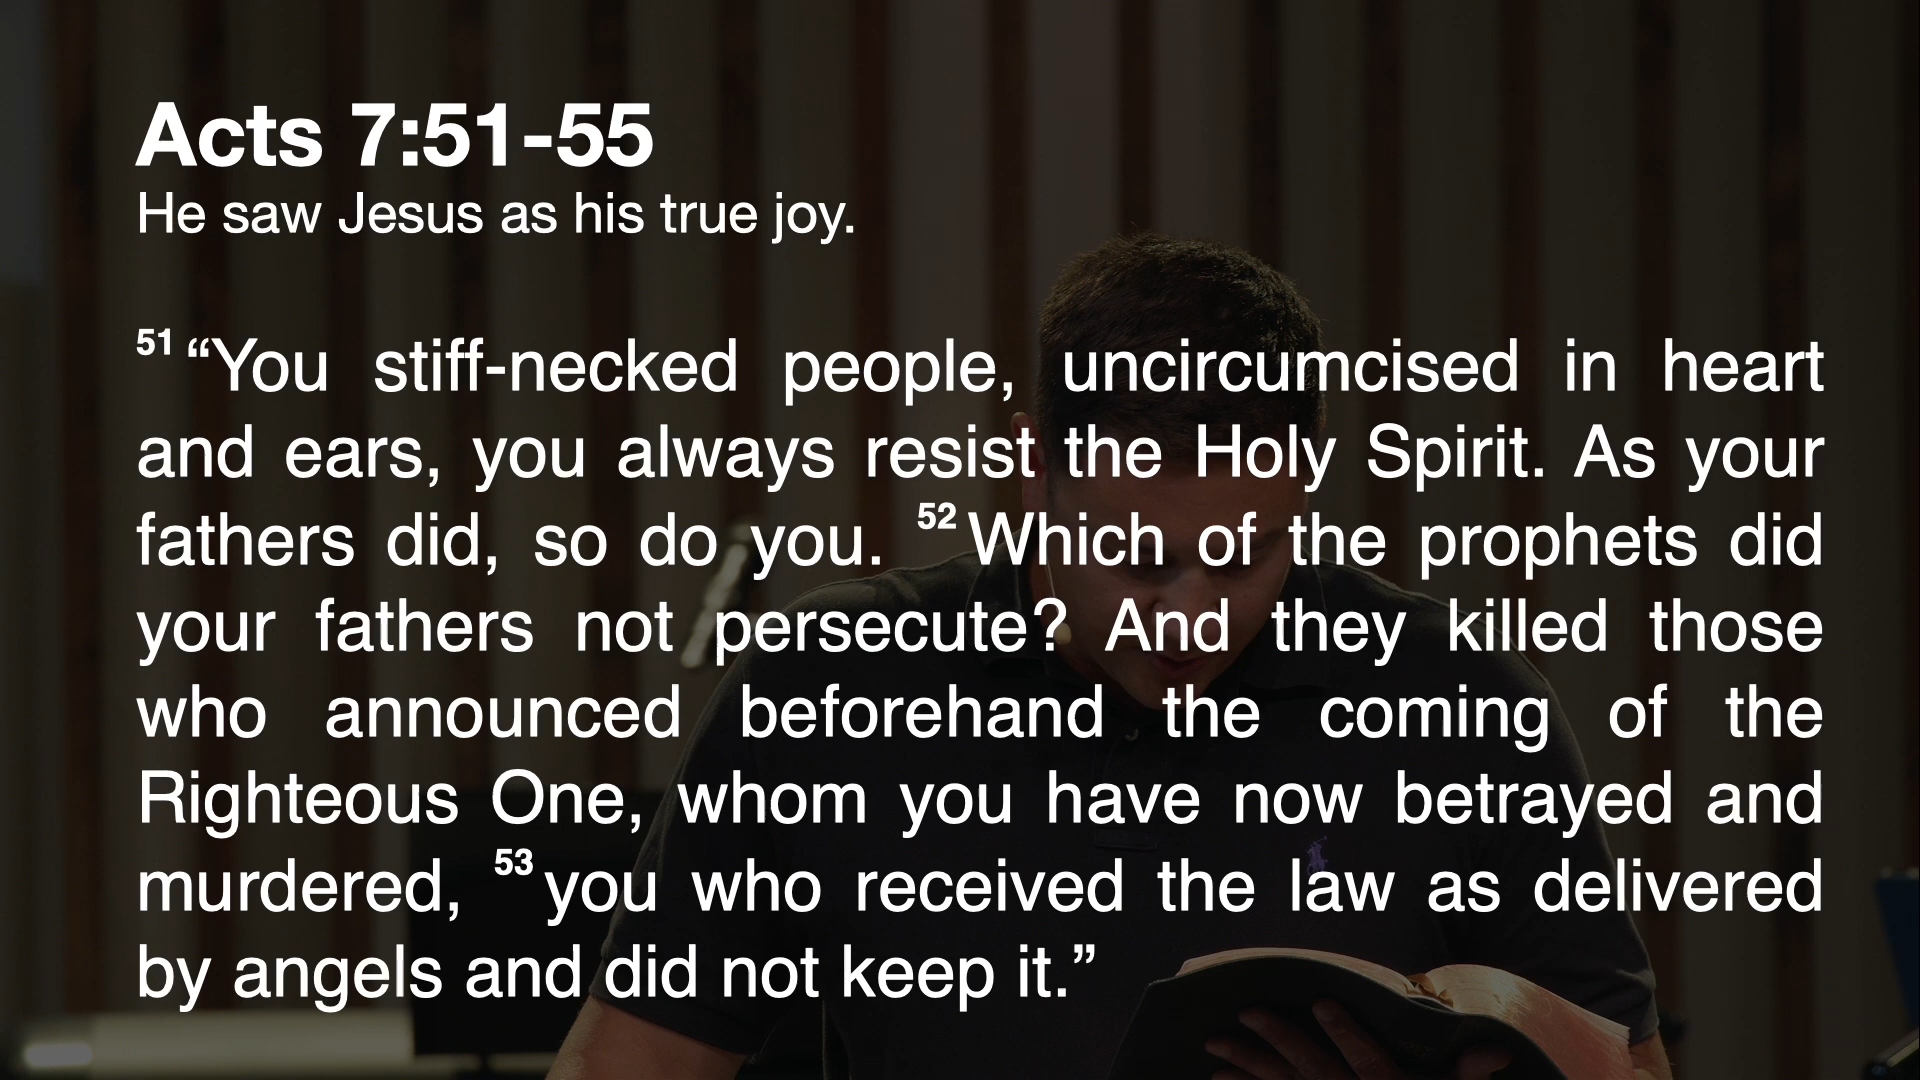 Acts 7:51-55
He saw Jesus as his true joy.
51 “You stiff-necked people, uncircumcised in heart
and ears, you always resist the Holy Spirit. As your
fathers did, so do you. 52 Which of the prophets did
your fathers not persecute? And they killed those
who announced beforehand the coming of the
Righteous One, whom you have now betrayed and
murdered, 53 you who received the law as delivered
by angels and did not keep it.”